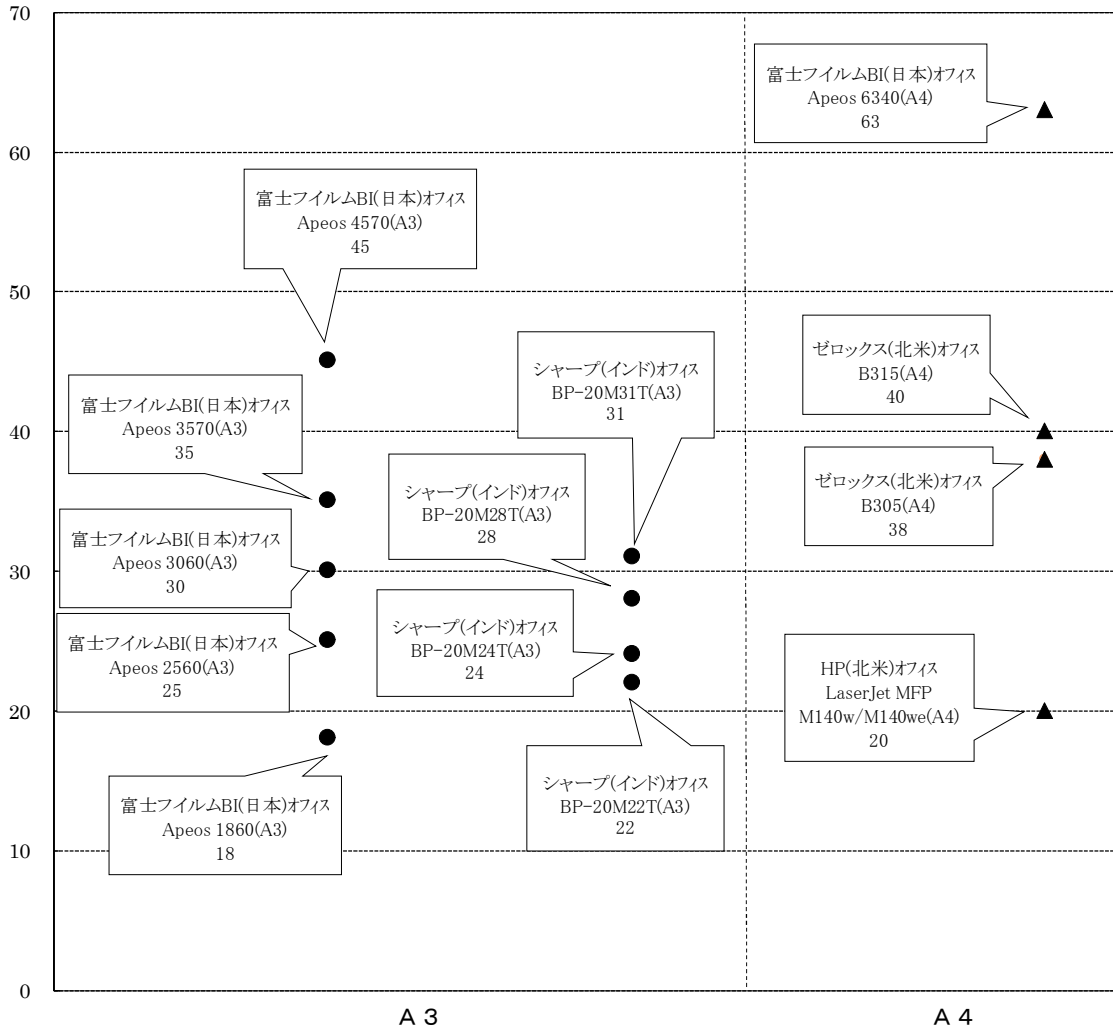 70
60
50
40
30
20
10
0
富士フイルムBI(日本)オフィス
Apeos 4570(A3)
45
富士フイルムBI(日本)オフィス
Apeos 3570(A3)
35
富士フイルムBI(日本)オフィス
Apeos 3060(A3)
30
富士フイルムBI(日本)オフィス
Apeos 2560(A3)
25
富士フイルムBI(日本)オフィス
Apeos 1860(A3)
18
シャープ(インド)オフィス
BP-20M31T(A3)
31
シャープ(インド)オフィス
BP-20M28T(A3)
28
シャープ(インド)オフィス
BP-20M24T(A3)
24
シャープ(インド)オフィス
BP-20M22T(A3)
22
富士フイルムBI(日本)オフィス
Apeos 6340(A4)
63
ゼロックス(北米)オフィス
B315(A4)
40
ゼロックス(北米)オフィス
B305(A4)
38
HP(北米)オフィス
LaserJet MFP
M140w/M140we(A4)
20
A 3
A 4